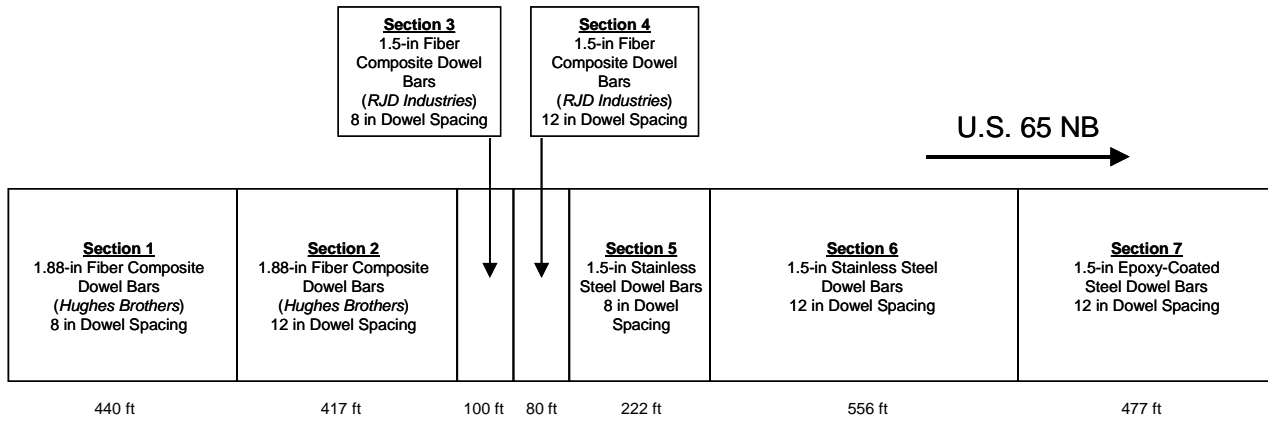 Section 3
1.5-in Fiber
Composite Dowel
Bars
(RJD Industries)
8 in Dowel Spacing
Section 4
1.5-in Fiber
Composite Dowel
Bars
(RJD Industries)
12 in Dowel Spacing
U.S. 65 NB
Section 1
1.88-in Fiber Composite
Dowel Bars
(Hughes Brothers)
8 in Dowel Spacing
Section 2
1.88-in Fiber Composite
Dowel Bars
(Hughes Brothers)
12 in Dowel Spacing
Section 5
1.5-in Stainless
Steel Dowel Bars
8 in Dowel
Spacing
Section 6
1.5-in Stainless Steel
Dowel Bars
12 in Dowel Spacing
Section 7
1.5-in Epoxy-Coated
Steel Dowel Bars
12 in Dowel Spacing
440 ft
417 ft
100 ft
80 ft
222 ft
556 ft
477 ft